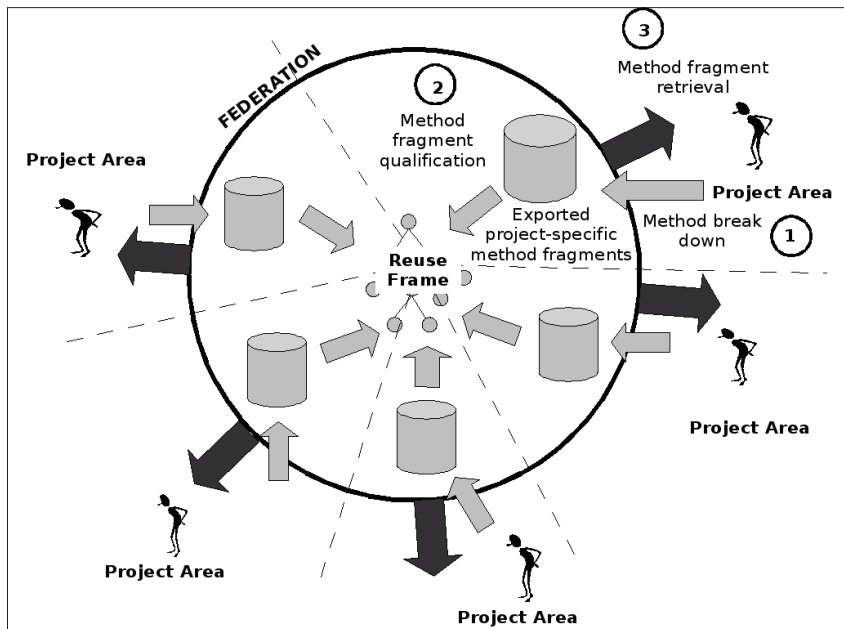 3
Method fragment
retrieval
FEDERATION
2
Method
fragment
qualification
Project Area
Project Area
Exported
project-specific
method fragments
Method break
down
1
Reuse
Frame
Project Area
Project Area
Project Area